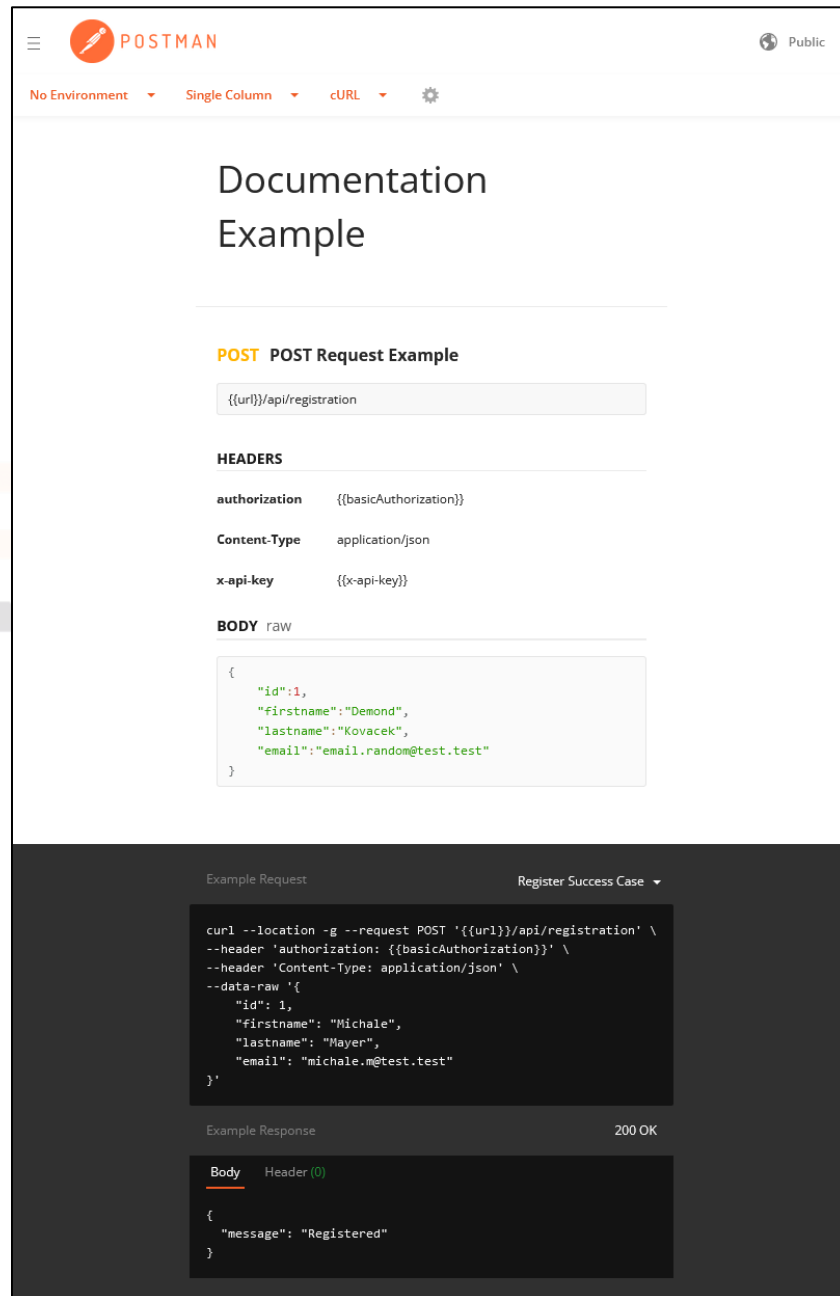 POSTMAN
Public
No Environment
Single Column
cURL
Documentation
Example
POST POST Request Example
{{url}}/api/registration
HEADERS
authorization {{basicAuthorization}}
Content-Type application/json
x-api-key {{x-api-key}}
BODY raw
{
    "id":1,
    "firstname":"Demond",
    "lastname":"Kovacek",
    "email":"email.random@test.test"
}
Example Request
Register Success Case
curl --location -g --request POST '{{url}}/api/registration' \
--header 'authorization: {{basicAuthorization}}' \
--header 'Content-Type: application/json' \
--data-raw '{
    "id": 1,
    "firstname": "Michale",
    "lastname": "Mayer",
    "email": "michale.m@test.test"
}'
Example Response
200 OK
Body
Header (0)
{
  "message": "Registered"
}